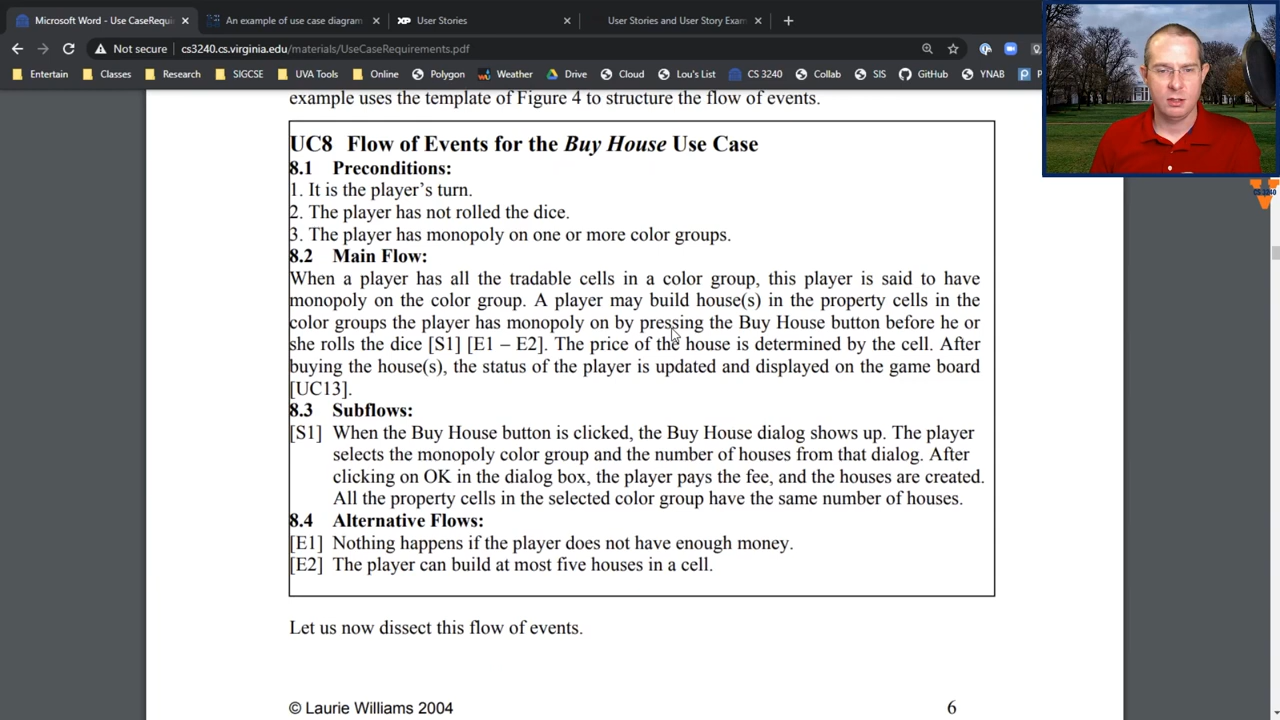 Microsoft Word - Use CaseRequi
An example of use case diagram
XP User Stories
User Stories and User Story Exam
Not secure cs3240.cs.virginia.edu/materials/UseCaseRequirements.pdf
Entertain Classes Research SIGCSE UVA Tools Online Polygon Weather Drive Cloud Lou's List CS 3240 Collab SIS GitHub YNAB
example uses the template of Figure 4 to structure the flow of events.
UC8 Flow of Events for the Buy House Use Case
8.1 Preconditions:
1. It is the player's turn.
2. The player has not rolled the dice.
3. The player has monopoly on one or more color groups.
8.2 Main Flow:
When a player has all the tradable cells in a color group, this player is said to have
monopoly on the color group. A player may build house(s) in the property cells in the
color groups the player has monopoly on by pressing the Buy House button before he or
she rolls the dice [S1] [E1 – E2]. The price of the house is determined by the cell. After
buying the house(s), the status of the player is updated and displayed on the game board
[UC13].
8.3 Subflows:
[S1] When the Buy House button is clicked, the Buy House dialog shows up. The player
selects the monopoly color group and the number of houses from that dialog. After
clicking on OK in the dialog box, the player pays the fee, and the houses are created.
All the property cells in the selected color group have the same number of houses.
8.4 Alternative Flows:
[E1] Nothing happens if the player does not have enough money.
[E2] The player can build at most five houses in a cell.
Let us now dissect this flow of events.
© Laurie Williams 2004 6
CS 3240